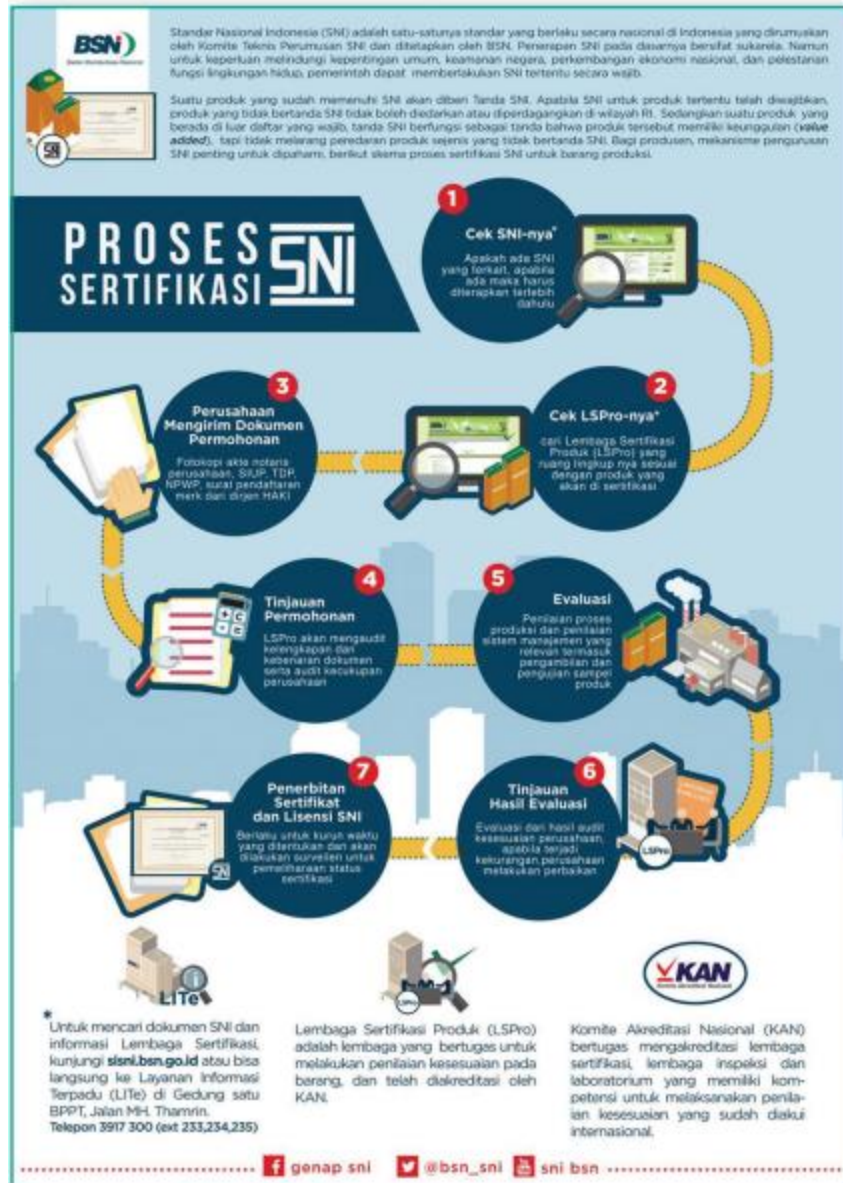 BSN
Badan Standardisasi Nasional
Standar Nasional Indonesia (SNI) adalah satu-satunya standar yang berlaku secara nasional di Indonesia yang dirumuskan
oleh Komite Teknis Perumusan SNI dan ditetapkan oleh BSN. Penerapan SNI pada dasarnya bersifat sukarela. Namun
untuk keperluan melindungi kepentingan umum, keamanan negara, perkembangan ekonomi nasional, dan pelestarian
fungsi lingkungan hidup, pemerintah dapat memberlakukan SNI tertentu secara wajib.
Suatu produk yang sudah memenuhi SNI akan diberi Tanda SNI. Apabila SNI untuk produk tertentu telah diwajibkan,
produk yang tidak bertanda SNI tidak boleh diedarkan atau diperdagangkan di wilayah RI. Sedangkan suatu produk yang
berada di luar daftar yang wajib, tanda SNI berfungsi sebagai tanda bahwa produk tersebut memiliki keunggulan (value
added), tapi tidak melarang peredaran produk sejenis yang tidak bertanda SNI. Bagi produsen, mekanisme pengurusan
SNI penting untuk dipahami, berikut skema proses sertifikasi SNI untuk barang produksi.
SNI
PROSES
SERTIFIKASI SNI
1
Cek SNI-nya*
Apakah ada SNI
yang terkait, apabila
ada maka harus
diterapkan terlebih
dahulu
2
Cek LSPro-nya*
cari Lembaga Sertifikasi
Produk (LSPro) yang
ruang lingkup nya sesuai
dengan produk yang
akan di sertifikasi
3
Perusahaan
Mengirim Dokumen
Permohonan
Fotokopi akte notaris
perusahaan, SIUP, TDP,
NPWP, surat pendaftaran
merk dari dirjen HAKI
4
Tinjauan
Permohonan
LSPro akan mengaudit
kelengkapan dan
kebenaran dokumen
serta audit kecukupan
perusahaan
5
Evaluasi
Penilaian proses
produksi dan penilaian
sistem manajemen yang
relevan termasuk
pengambilan dan
pengujian sampel
produk
6
Tinjauan
Hasil Evaluasi
Evaluasi dari hasil audit
kesesuaian perusahaan,
apabila terjadi
kekurangan perusahaan
melakukan perbaikan
LSPro
7
Penerbitan
Sertifikat
dan Lisensi SNI
Berlaku untuk kurun waktu
yang ditentukan dan akan
dilakukan surveilen untuk
pemeliharaan status
sertifikasi
SNI
LITe
*
Untuk mencari dokumen SNI dan
informasi Lembaga Sertifikasi,
kunjungi sisni.bsn.go.id atau bisa
langsung ke Layanan Informasi
Terpadu (LITe) di Gedung satu
BPPT, Jalan MH. Thamrin.
Telepon 3917 300 (ext 233,234,235)
LSPro
Lembaga Sertifikasi Produk (LSPro)
adalah lembaga yang bertugas untuk
melakukan penilaian kesesuaian pada
barang, dan telah diakreditasi oleh
KAN.
KAN
Komite Akreditasi Nasional
Komite Akreditasi Nasional (KAN)
bertugas mengakreditasi lembaga
sertifikasi, lembaga inspeksi dan
laboratorium yang memiliki kom-
petensi untuk melaksanakan penila-
ian kesesuaian yang sudah diakui
internasional.
genap sni @bsn_sni sni bsn